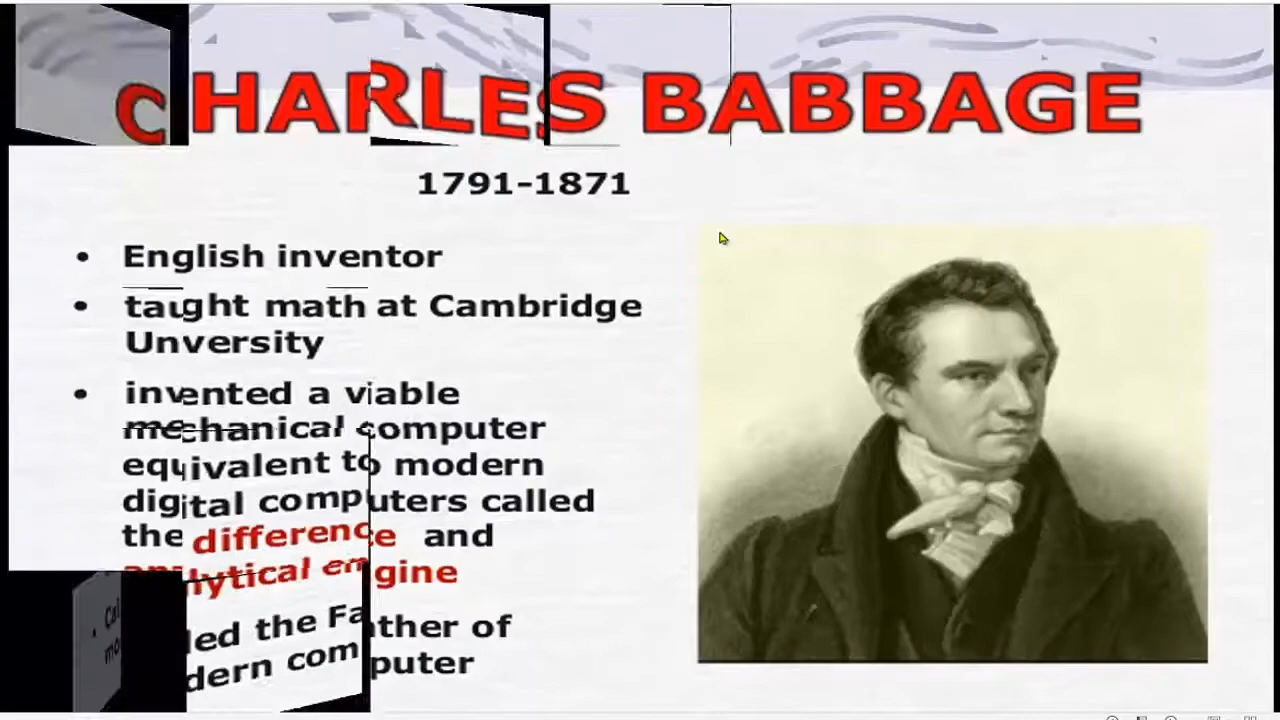 CHARLES BABBAGE
1791-1871
• English inventor
• taught math at Cambridge
Unversity
• invented a viable
mechanical computer
equivalent to modern
digital computers called
the difference and
analytical engine
• Called the Father of
modern computer